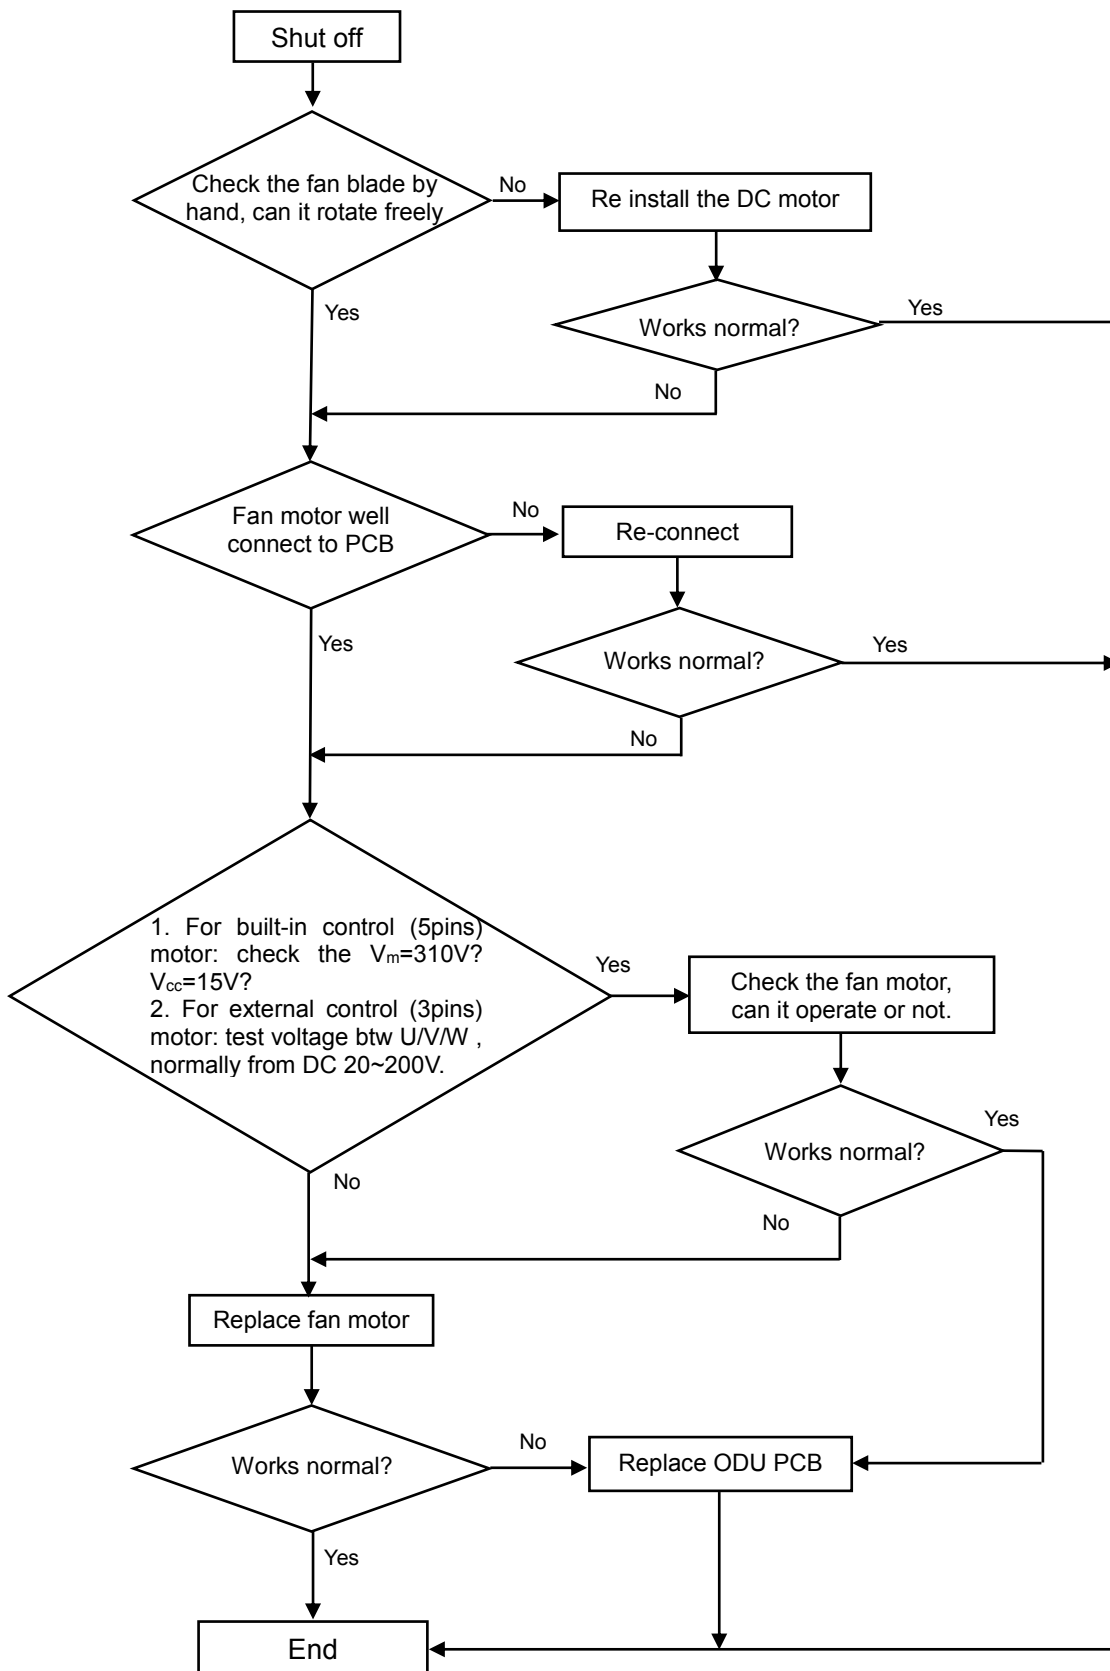 Shut off
Check the fan blade by
hand, can it rotate freely
No
Re install the DC motor
Yes
Works normal?
Yes
No
Fan motor well
connect to PCB
No
Re-connect
Yes
Works normal?
Yes
No
1. For built-in control (5pins)
motor: check the Vm=310V?
Vcc=15V?
2. For external control (3pins)
motor: test voltage btw U/V/W ,
normally from DC 20~200V.
Yes
Check the fan motor,
can it operate or not.
Works normal?
Yes
No
No
Replace fan motor
Works normal?
No
Replace ODU PCB
Yes
End